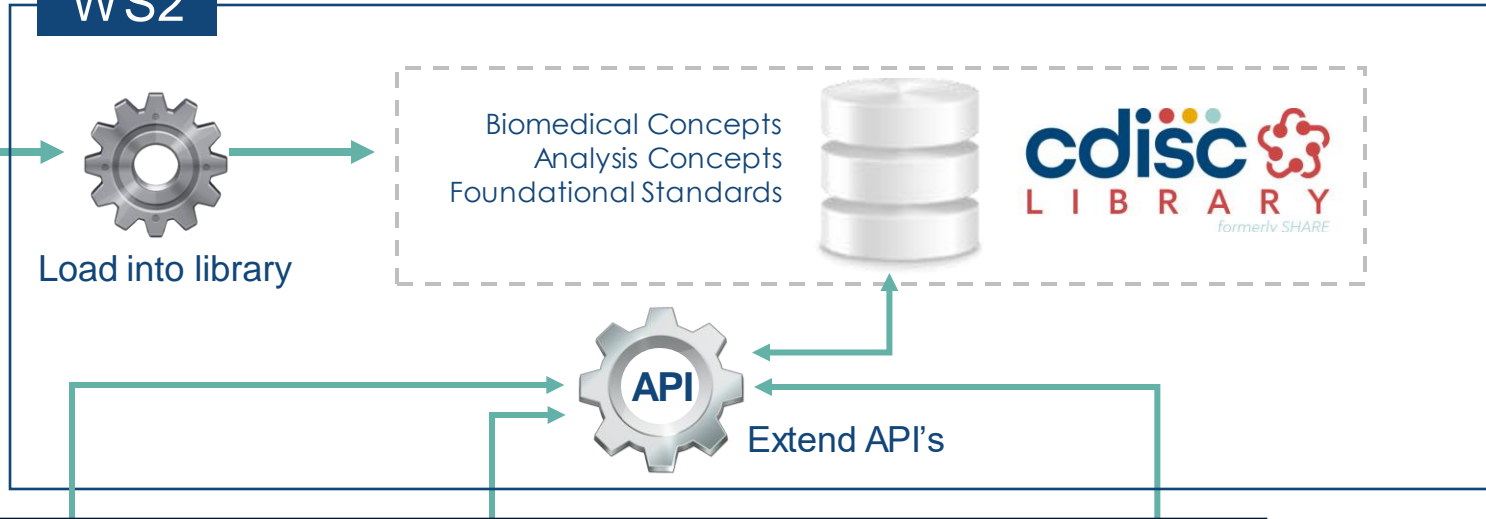 WS2
Biomedical Concepts
Analysis Concepts
Foundational Standards
cdisc
LIBRARY
formerly SHARE
Load into library
API
Extend API's